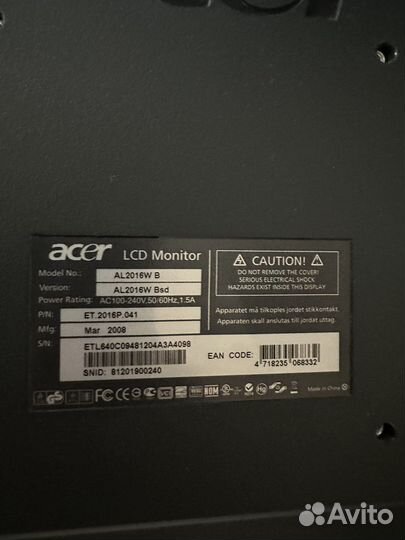 acer LCD Monitor
Model No.: AL2016W B
Version: AL2016W Bsd
Power Rating: AC100-240V,50/60Hz,1.5A
P/N: ET.2016P.041
Mfg: Mar 2008
S/N: ETL640C09481204A3A4098
SNID: 81201900240
CAUTION!
DO NOT REMOVE THE COVER!
SERIOUS ELECTRICAL SHOCK
HAZARDS EXIST INSIDE THIS DISPLAY
Apparatet må tilkoples jordet stikkontakt.
Apparaten skall anslutas till jordat uttag.
EAN CODE:
4 718235 068332
NOM
Made in China
Avito